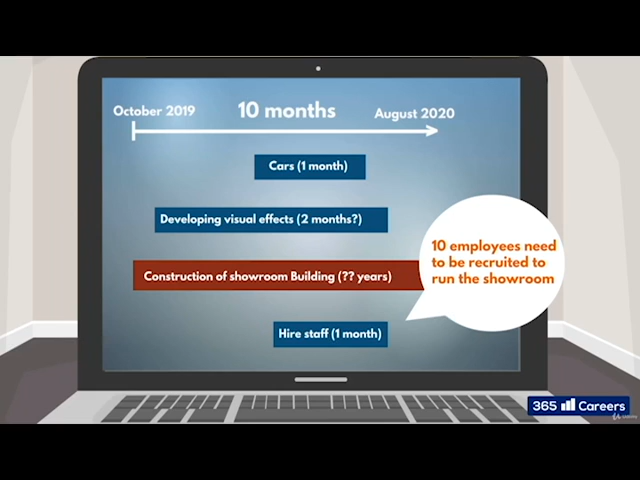 October 2019 10 months August 2020
Cars (1 month)
Developing visual effects (2 months?)
10 employees need
to be recruited to
run the showroom
Construction of showroom Building (?? years)
Hire staff (1 month)
365 Careers